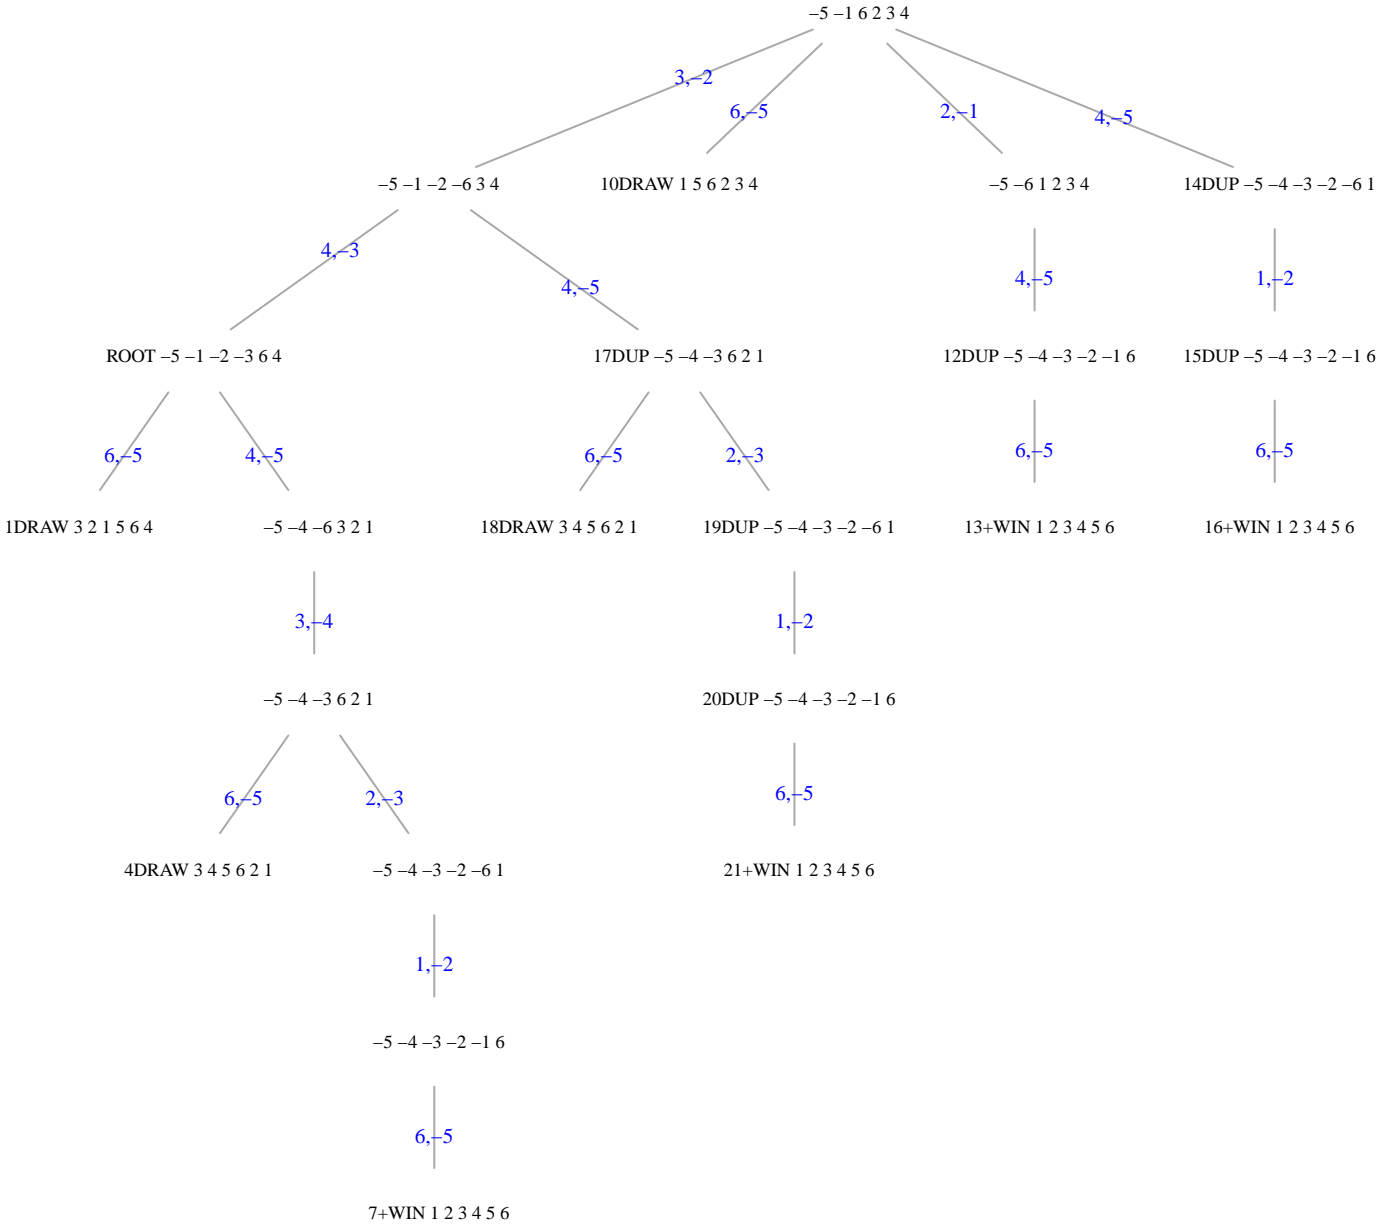 –5 –1 6 2 3 4
3,–2
6,–5
2,–1
4,–5
–5 –1 –2 –6 3 4
10DRAW 1 5 6 2 3 4
–5 –6 1 2 3 4
14DUP –5 –4 –3 –2 –6 1
4,–3
4,–5
4,–5
1,–2
ROOT –5 –1 –2 –3 6 4
17DUP –5 –4 –3 6 2 1
12DUP –5 –4 –3 –2 –1 6
15DUP –5 –4 –3 –2 –1 6
6,–5
4,–5
6,–5
2,–3
6,–5
6,–5
1DRAW 3 2 1 5 6 4
–5 –4 –6 3 2 1
18DRAW 3 4 5 6 2 1
19DUP –5 –4 –3 –2 –6 1
13+WIN 1 2 3 4 5 6
16+WIN 1 2 3 4 5 6
3,–4
1,–2
–5 –4 –3 6 2 1
20DUP –5 –4 –3 –2 –1 6
6,–5
2,–3
6,–5
4DRAW 3 4 5 6 2 1
–5 –4 –3 –2 –6 1
21+WIN 1 2 3 4 5 6
1,–2
–5 –4 –3 –2 –1 6
6,–5
7+WIN 1 2 3 4 5 6